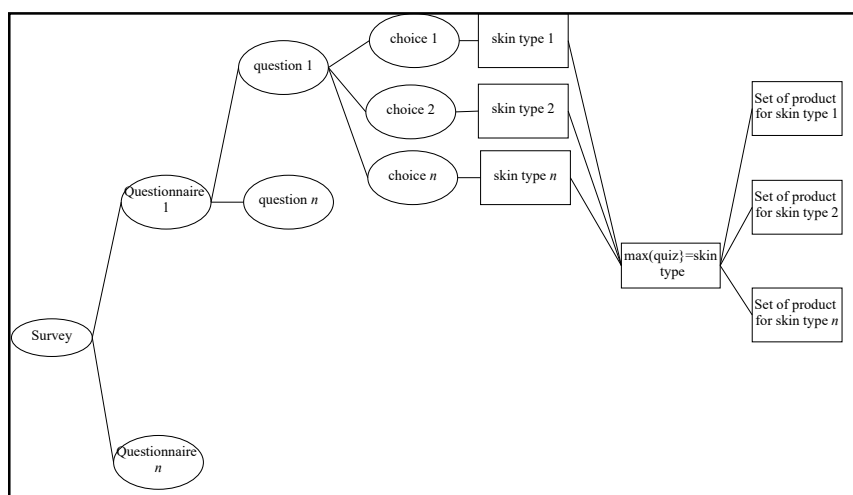 choice 1
skin type 1
question 1
choice 2
skin type 2
Set of product
for skin type 1
choice n
skin type n
Questionnaire
1
question n
Set of product
for skin type 2
max(quiz}=skin
type
Set of product
for skin type n
Survey
Questionnaire
n